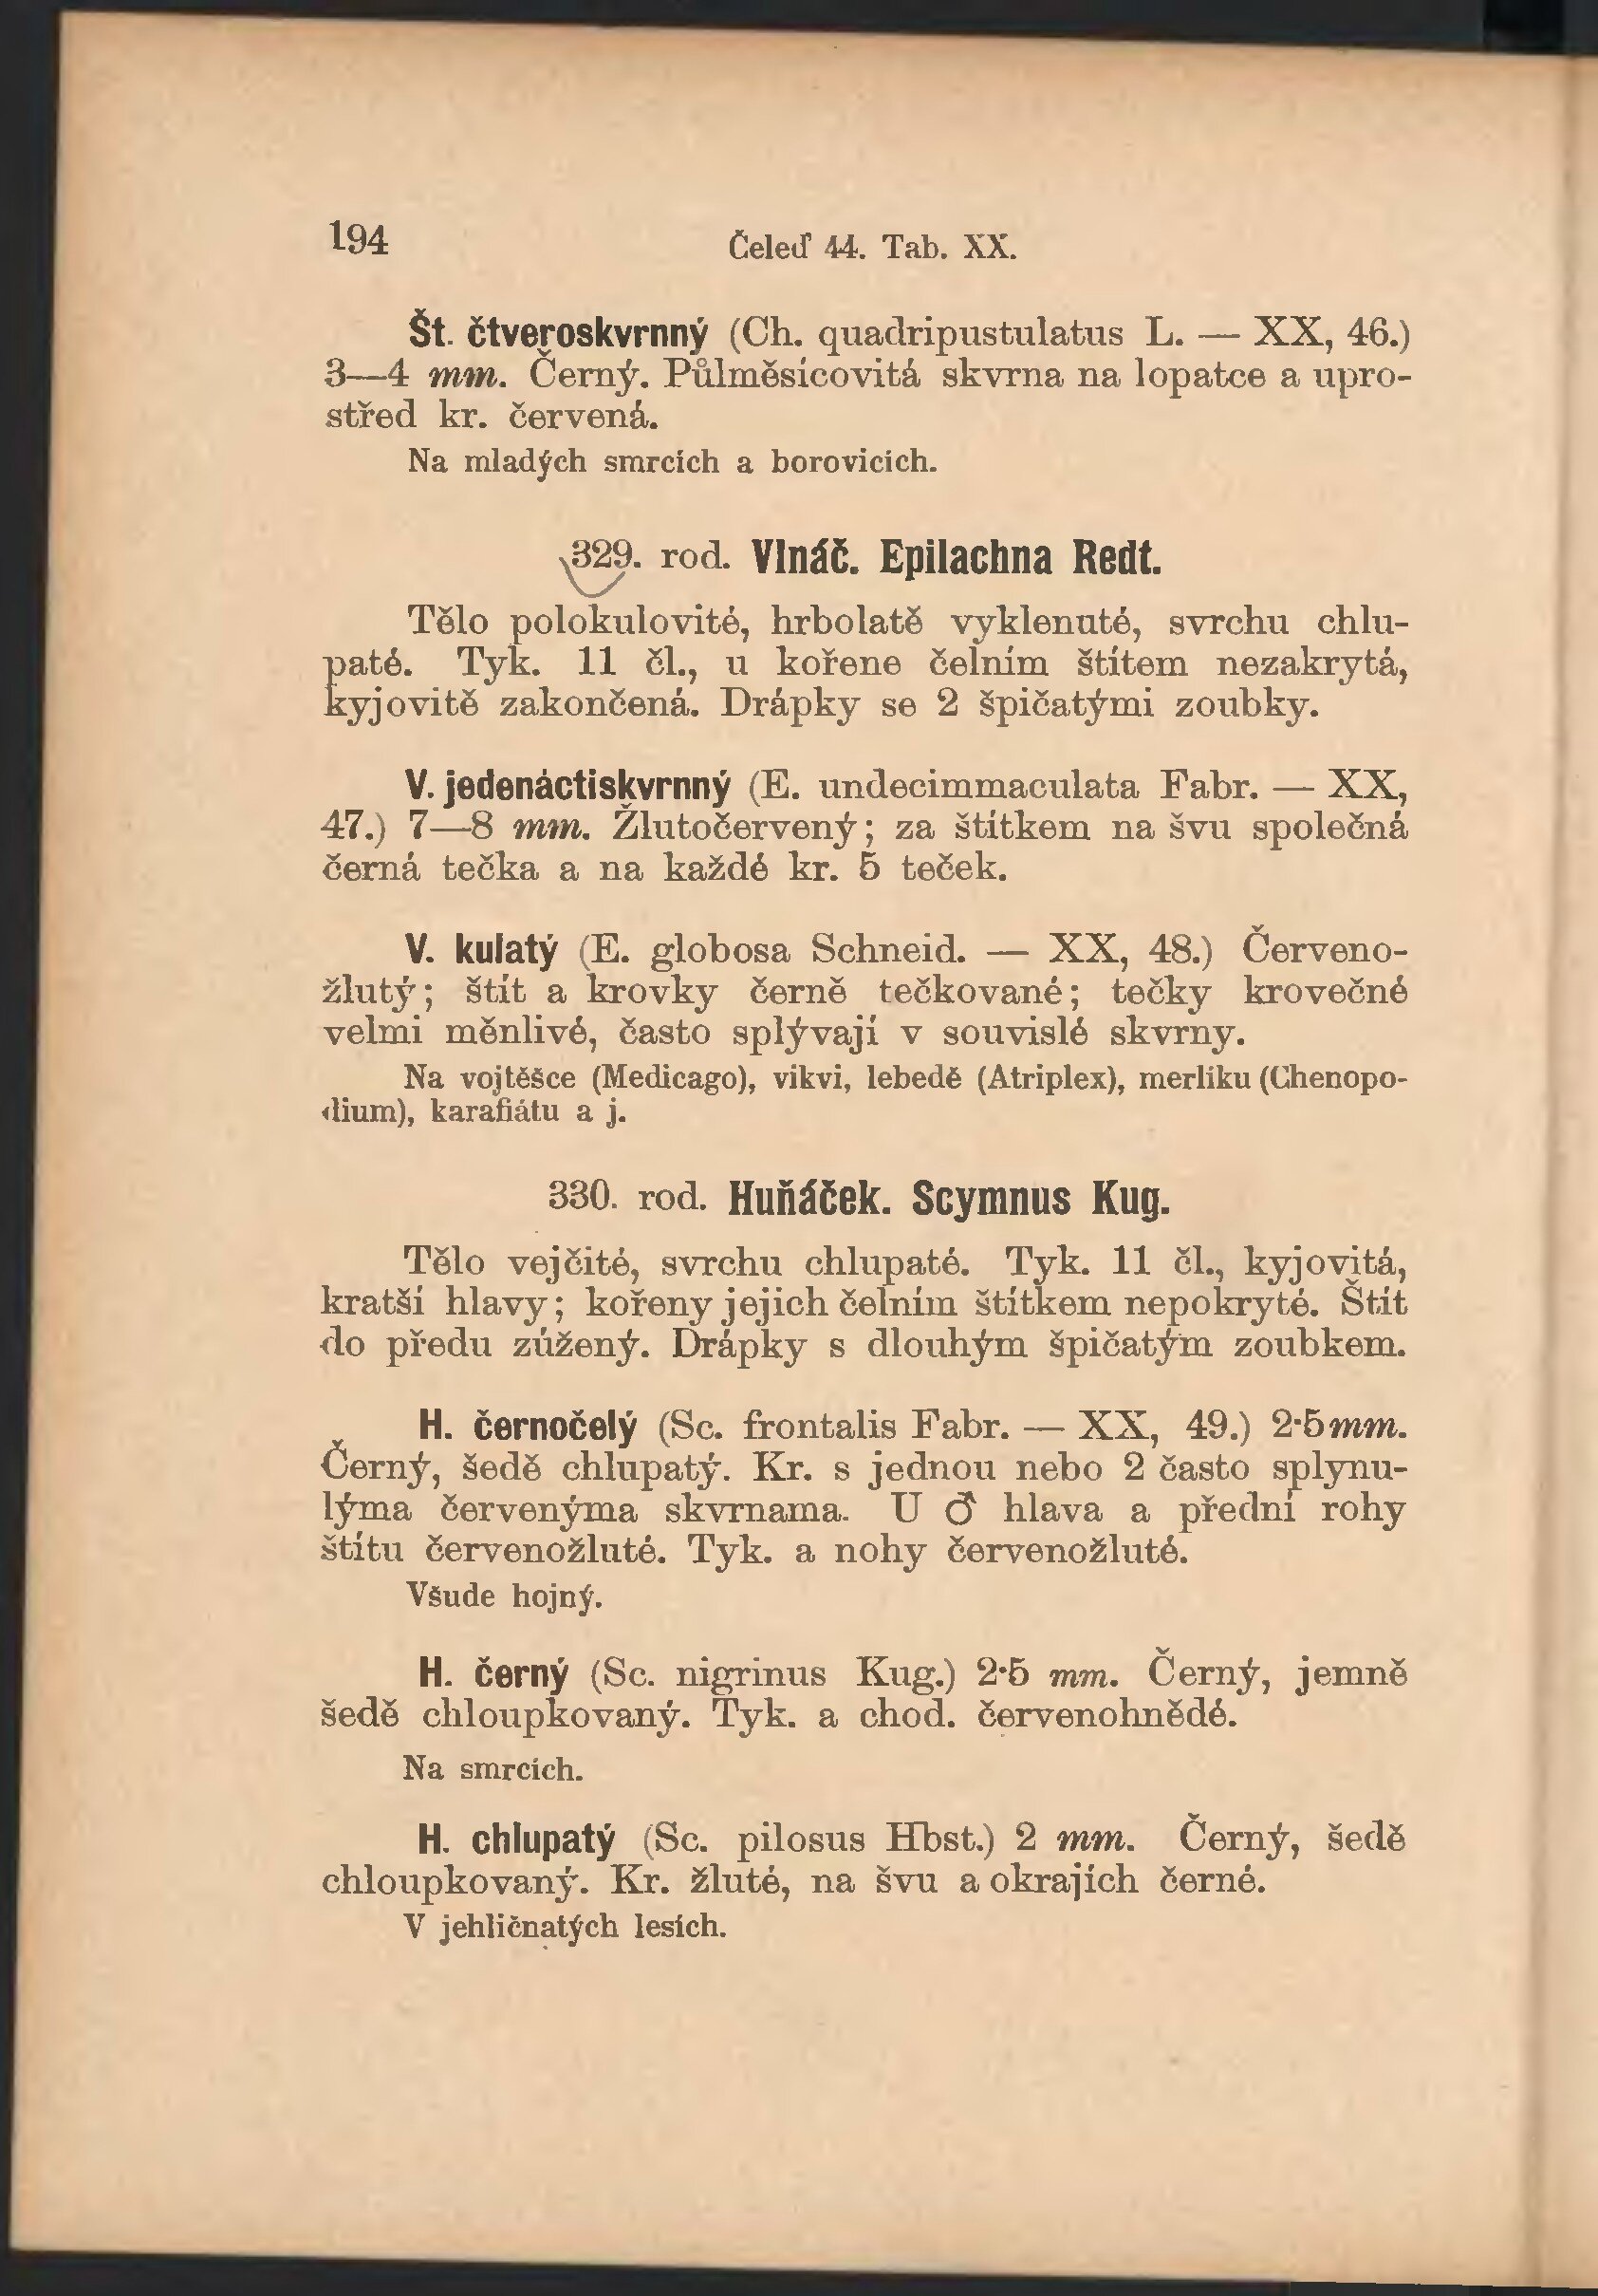 194
Čeleď 44. Tab. XX.
Št. čtveroskvrnný (Ch. quadripustulatus L. — XX, 46.)
3—4 mm. Černý. Půlměsícovitá skvrna na lopatce a upro-
střed kr. červená.
Na mladých smrcích a borovicích.
329. rod. Vlnáč. Epilachna Redt.
Tělo polokulovité, hrbolatě vyklenuté, svrchu chlu-
paté. Tyk. 11 čl., u kořene čelním štítem nezakrytá,
kyjovitě zakončená. Drápky se 2 špičatými zoubky.
V. jedenáctiskvrnný (E. undecimmaculata Fabr. — XX,
47.) 7—8 mm. Žlutočervený; za štítkem na švu společná
černá tečka a na každé kr. 5 teček.
V. kulatý (E. globosa Schneid. — XX, 48.) Červeno-
žlutý; štít a krovky černě tečkované; tečky krovečné
velmi měnlivé, často splývají v souvislé skvrny.
Na vojtěšce (Medicago), vikvi, lebedě (Atriplex), merlíku (Chenopo-
dium), karafiátu a j.
330. rod. Huňáček. Scymnus Kug.
Tělo vejčité, svrchu chlupaté. Tyk. 11 čl., kyjovitá,
kratší hlavy; kořeny jejich čelním štítkem nepokryté. Štít
do předu zúžený. Drápky s dlouhým špičatým zoubkem.
H. černočelý (Sc. frontalis Fabr. — XX, 49.) 2·5 mm.
Černý, šedě chlupatý. Kr. s jednou nebo 2 často splynu-
lýma červenýma skvrnama. U ♂ hlava a přední rohy
štítu červenožluté. Tyk. a nohy červenožluté.
Všude hojný.
H. černý (Sc. nigrinus Kug.) 2·5 mm. Černý, jemně
šedě chloupkovaný. Tyk. a chod. červenohnědé.
Na smrcích.
H. chlupatý (Sc. pilosus Hbst.) 2 mm. Černý, šedě
chloupkovaný. Kr. žluté, na švu a okrajích černé.
V jehličnatých lesích.